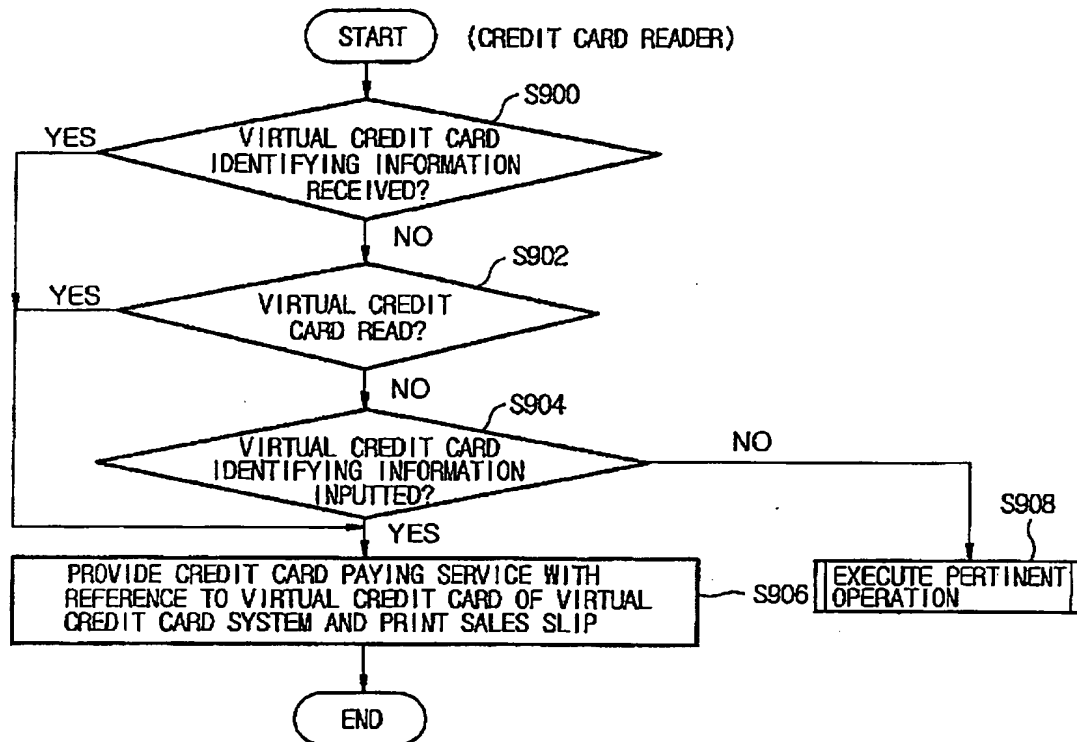 START (CREDIT CARD READER)
S900
YES
VIRTUAL CREDIT CARD
IDENTIFYING INFORMATION
RECEIVED?
NO
S902
YES
VIRTUAL CREDIT
CARD READ?
NO
S904
VIRTUAL CREDIT CARD
IDENTIFYING INFORMATION
INPUTTED?
NO
YES
S908
PROVIDE CREDIT CARD PAYING SERVICE WITH
REFERENCE TO VIRTUAL CREDIT CARD OF VIRTUAL
CREDIT CARD SYSTEM AND PRINT SALES SLIP
S906
EXECUTE PERTINENT
OPERATION
END